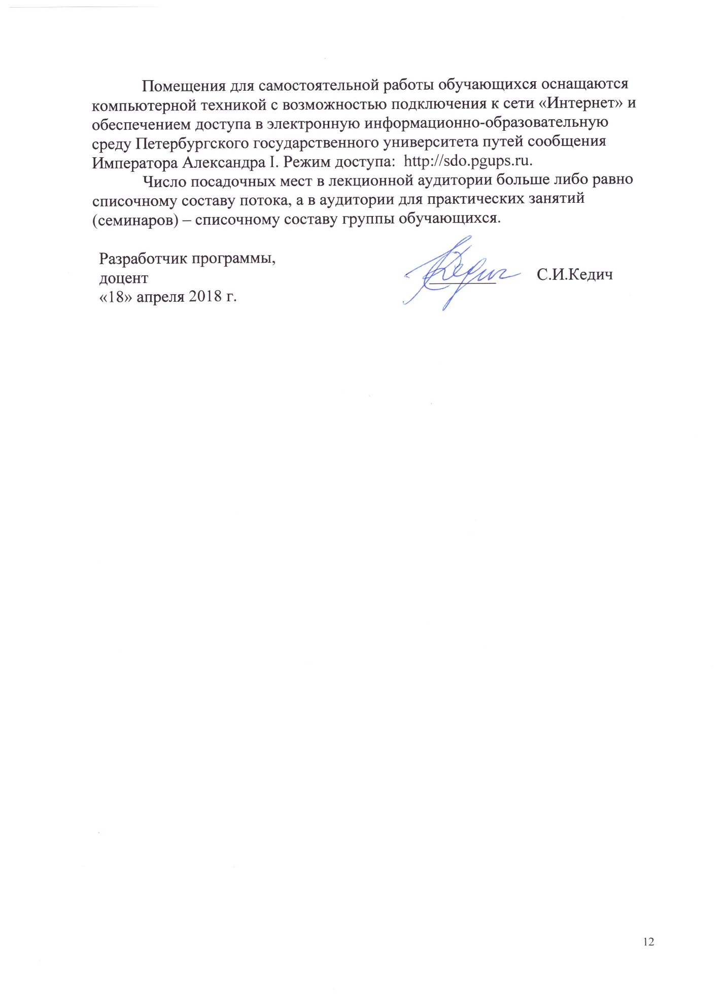 Помещения для самостоятельной работы обучающихся оснащаются
компьютерной техникой с возможностью подключения к сети «Интернет» и
обеспечением доступа в электронную информационно-образовательную
среду Петербургского государственного университета путей сообщения
Императора Александра I. Режим доступа:  http://sdo.pgups.ru.
Число посадочных мест в лекционной аудитории больше либо равно
списочному составу потока, а в аудитории для практических занятий
(семинаров) – списочному составу группы обучающихся.
Разработчик программы,
доцент Кедич С.И.Кедич
«18» апреля 2018 г.
12